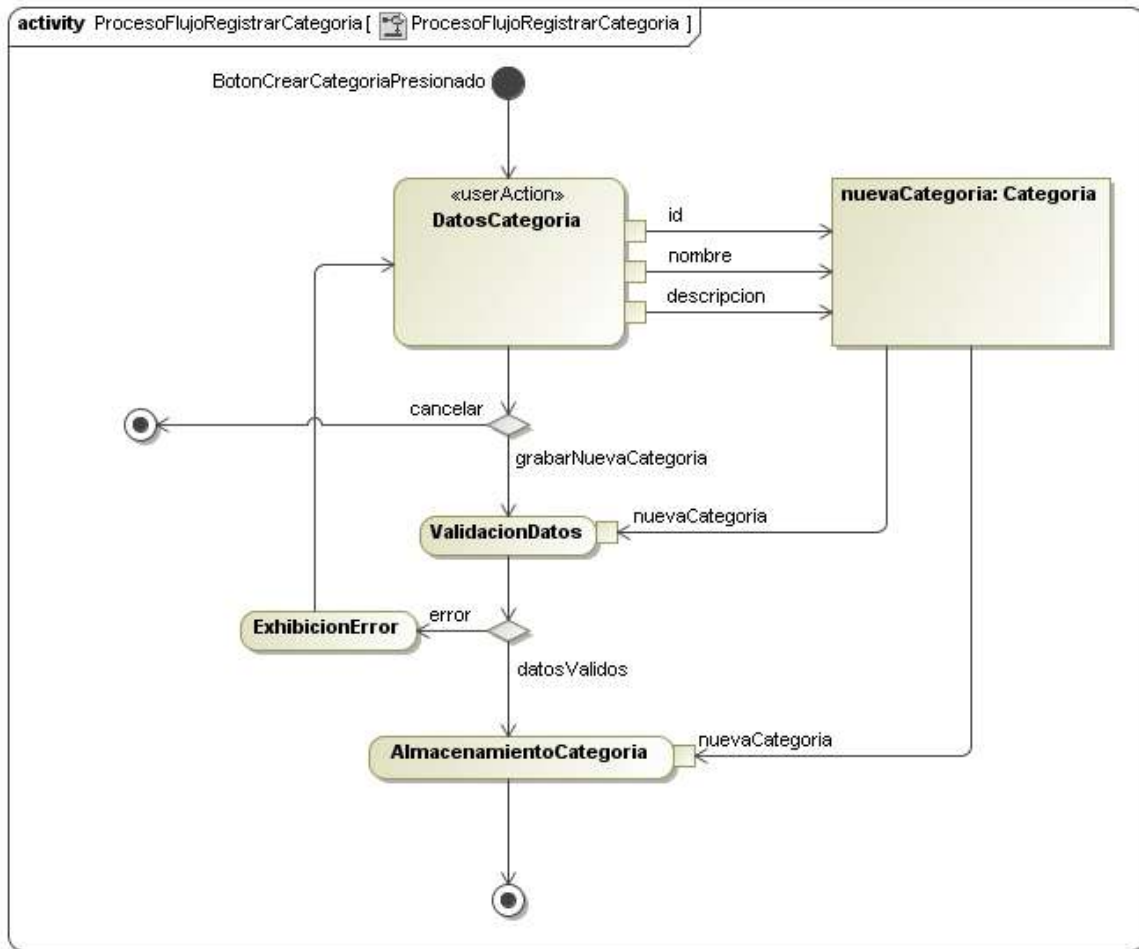 activity ProcesoFlujoRegistrarCategoria [ ProcesoFlujoRegistrarCategoria ]
BotonCrearCategoriaPresionado
«userAction»
DatosCategoria
nuevaCategoria: Categoria
id
nombre
descripcion
cancelar
grabarNuevaCategoria
nuevaCategoria
ValidacionDatos
error
ExhibicionError
datosValidos
nuevaCategoria
AlmacenamientoCategoria